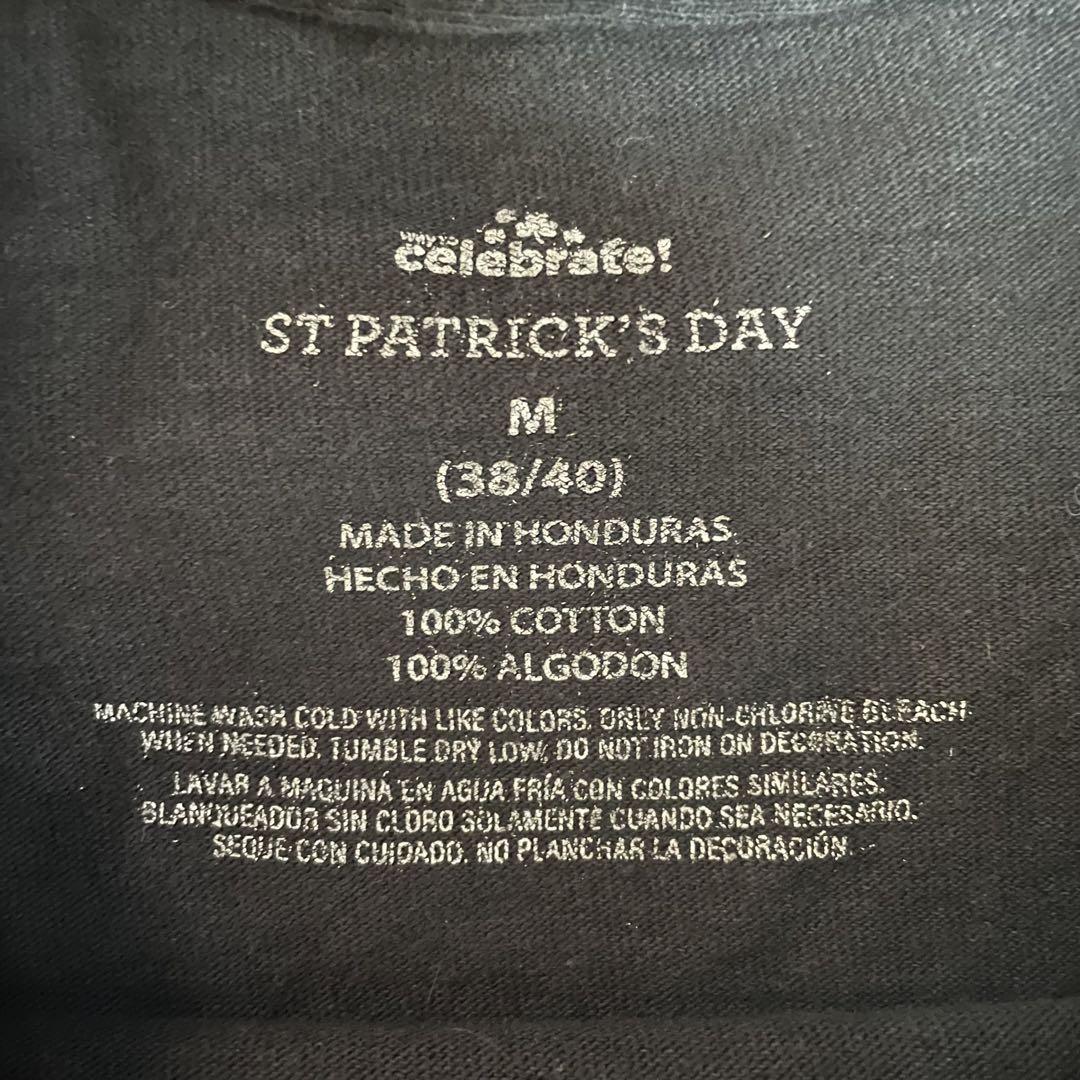 way to
celebrate!
ST PATRICK'S DAY
M
(38/40)
MADE IN HONDURAS
HECHO EN HONDURAS
100% COTTON
100% ALGODON
MACHINE WASH COLD WITH LIKE COLORS. ONLY NON-CHLORINE BLEACH
WHEN NEEDED. TUMBLE DRY LOW, DO NOT IRON ON DECORATION.
LAVAR A MAQUINA EN AGUA FRÍA CON COLORES SIMILARES.
BLANQUEADOR SIN CLORO SOLAMENTE CUANDO SEA NECESARIO.
SEQUE CON CUIDADO. NO PLANCHAR LA DECORACIÓN.